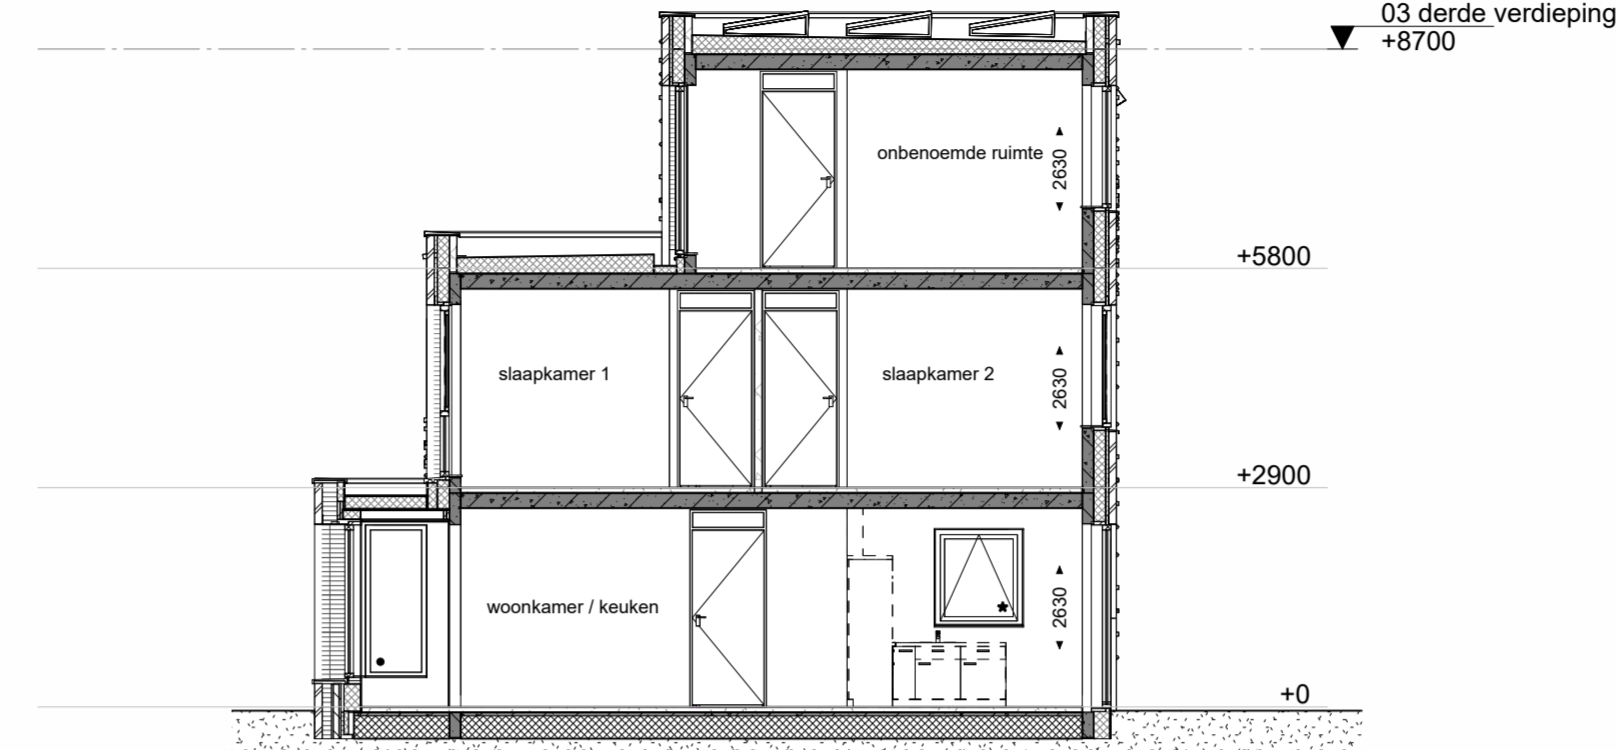 03 derde verdieping
+8700
onbenoemde ruimte
2630
+5800
slaapkamer 1
slaapkamer 2
2630
+2900
woonkamer / keuken
2630
+0